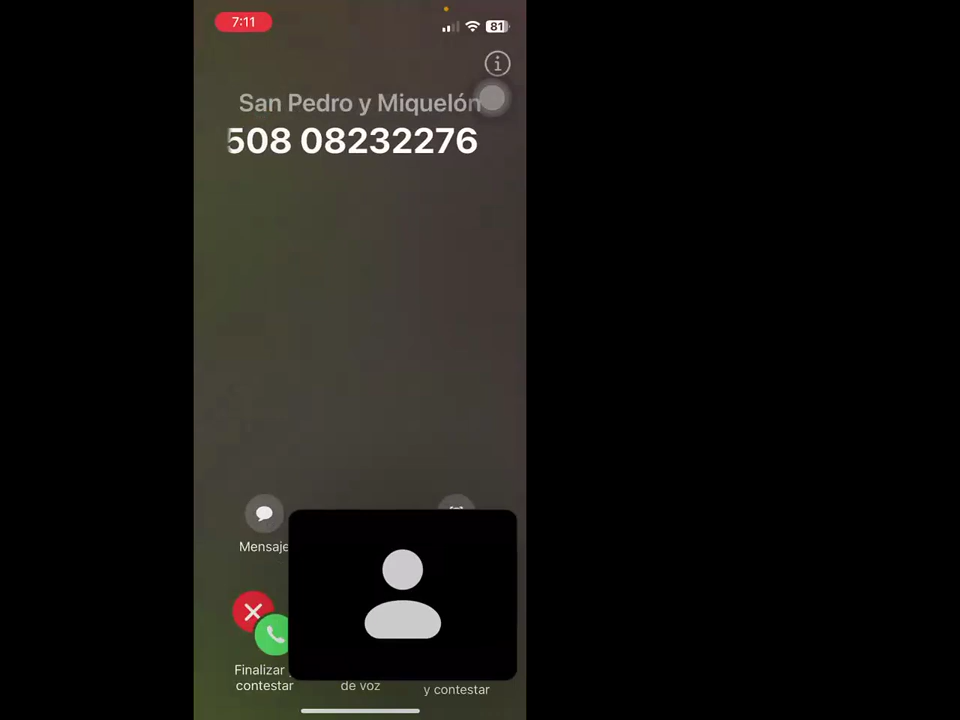 7:11
81
San Pedro y Miquelón
508 08232276
Mensaje
Finalizar
contestar
de voz
y contestar